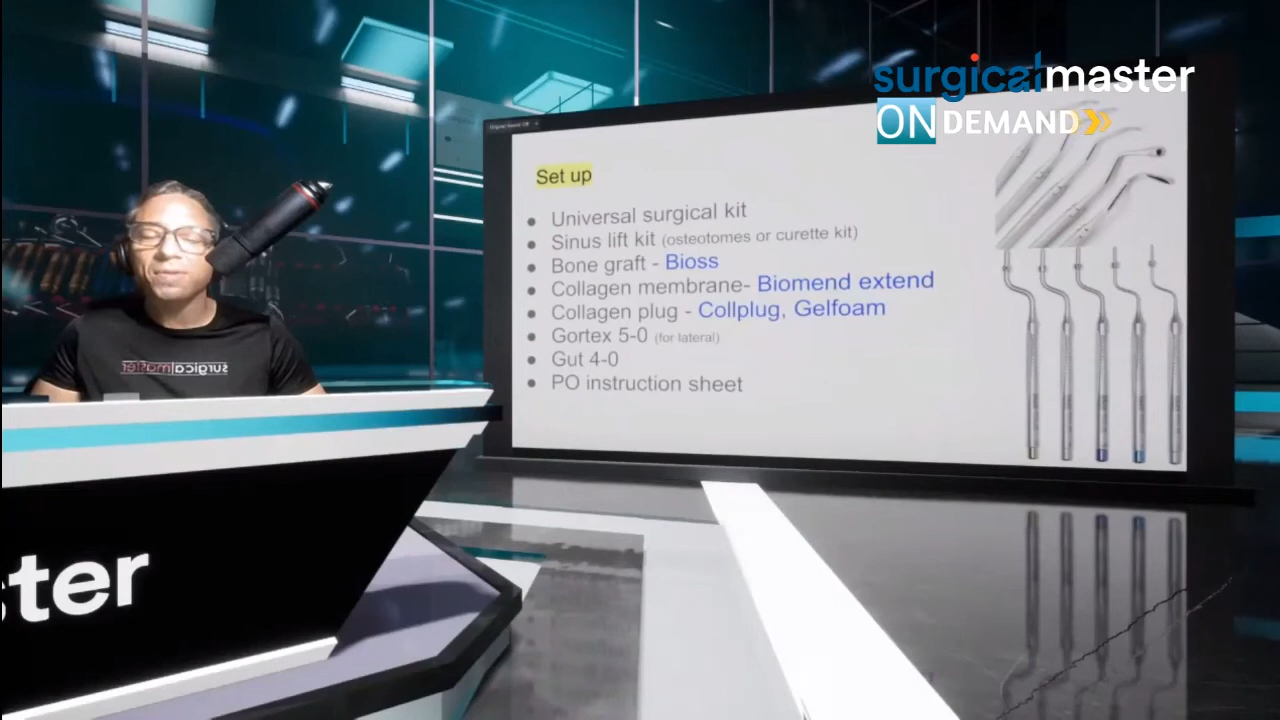 surgicalmaster
ON DEMAND
Set up
Universal surgical kit
Sinus lift kit (osteotomes or curette kit)
Bone graft - Bioss
Collagen membrane- Biomend extend
Collagen plug - Collplug, Gelfoam
Gortex 5-0 (for lateral)
Gut 4-0
PO instruction sheet
surgicalmaster
ster